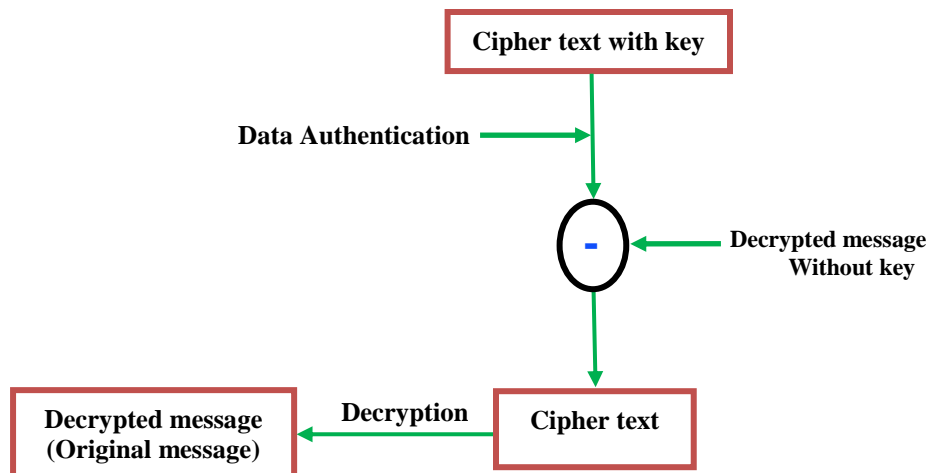 Cipher text with key
Data Authentication
-
Decrypted message
Without key
Decryption
Cipher text
Decrypted message
(Original message)